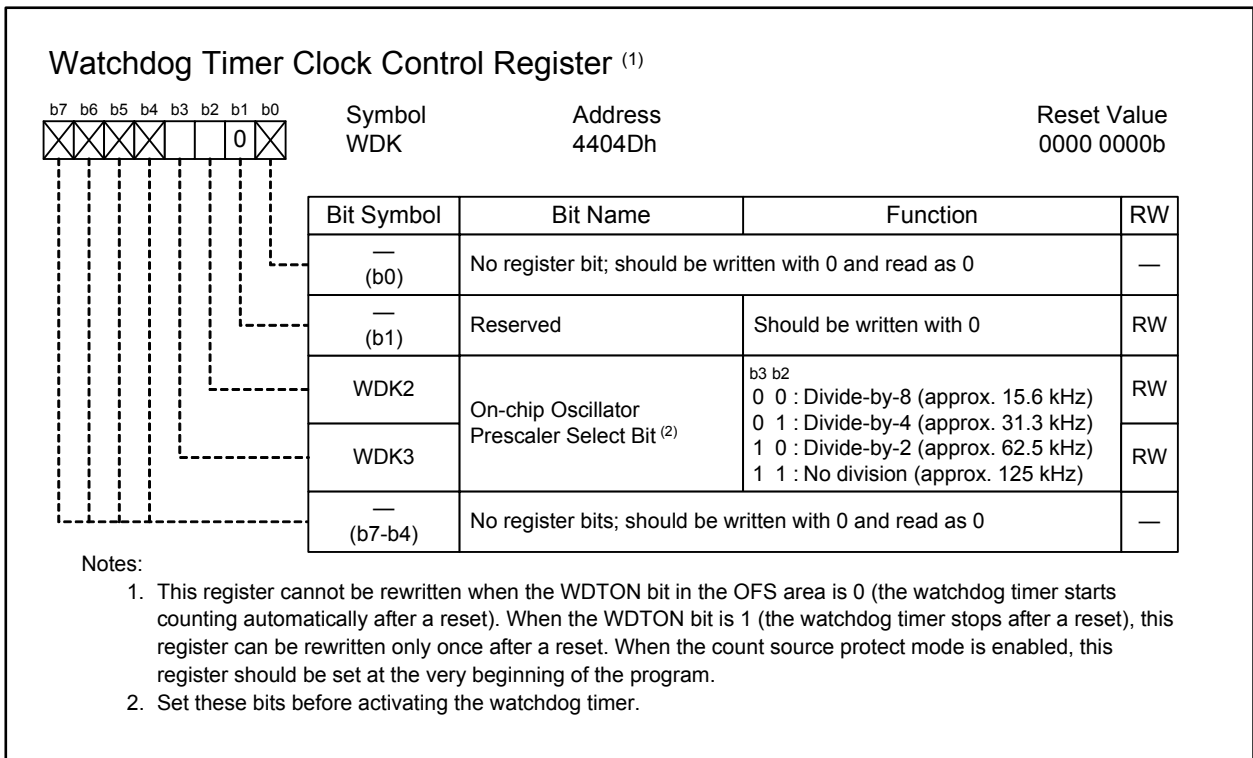 Watchdog Timer Clock Control Register (1)
b7 b6 b5 b4 b3 b2 b1 b0
0
Symbol Address Reset Value
WDK 4404Dh 0000 0000b
Bit Symbol Bit Name Function RW
—
(b0)
No register bit; should be written with 0 and read as 0 —
—
(b1)
Reserved Should be written with 0 RW
WDK2
WDK3
On-chip Oscillator
Prescaler Select Bit (2)
b3 b2
0 0 : Divide-by-8 (approx. 15.6 kHz)
0 1 : Divide-by-4 (approx. 31.3 kHz)
1 0 : Divide-by-2 (approx. 62.5 kHz)
1 1 : No division (approx. 125 kHz)
RW
RW
—
(b7-b4)
No register bits; should be written with 0 and read as 0 —
Notes:
1. This register cannot be rewritten when the WDTON bit in the OFS area is 0 (the watchdog timer starts
counting automatically after a reset). When the WDTON bit is 1 (the watchdog timer stops after a reset), this
register can be rewritten only once after a reset. When the count source protect mode is enabled, this
register should be set at the very beginning of the program.
2. Set these bits before activating the watchdog timer.